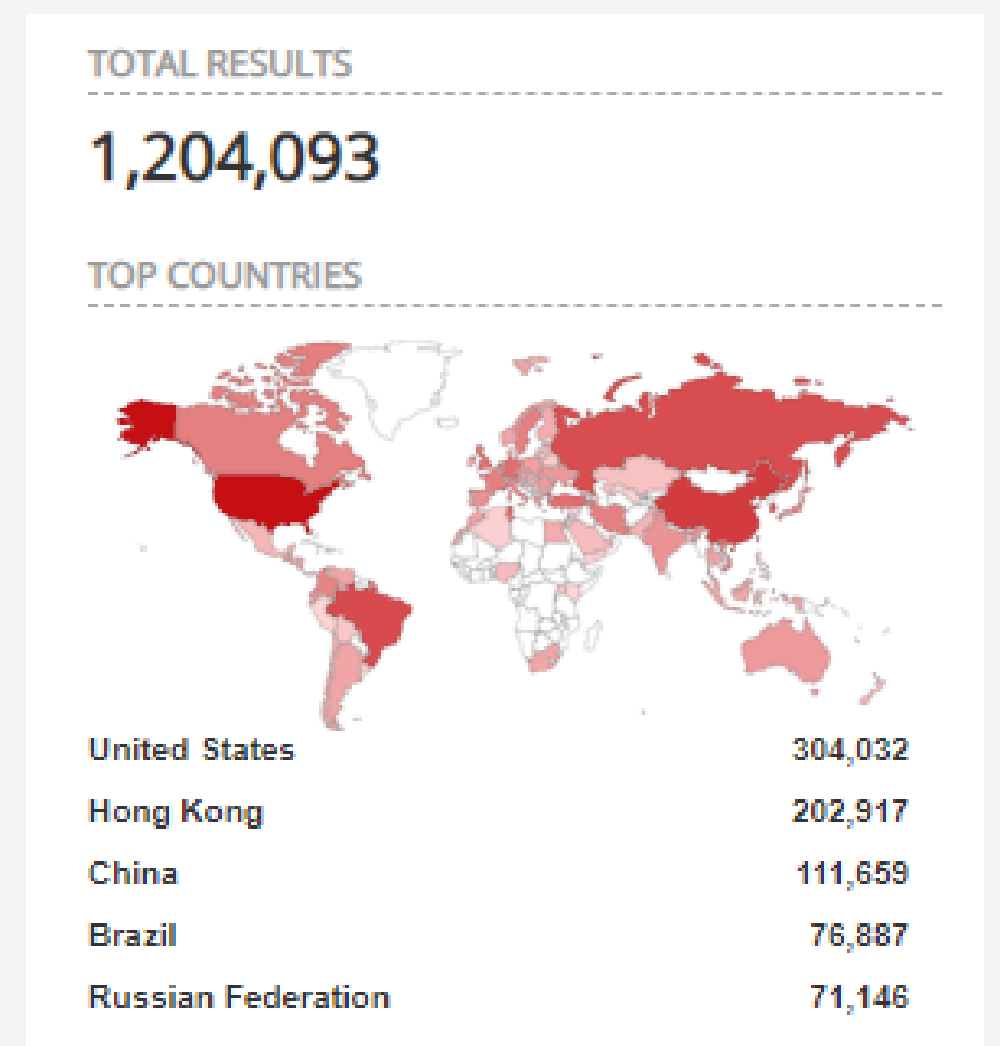 TOTAL RESULTS
1,204,093
TOP COUNTRIES
United States 304,032
Hong Kong 202,917
China 111,659
Brazil 76,887
Russian Federation 71,146